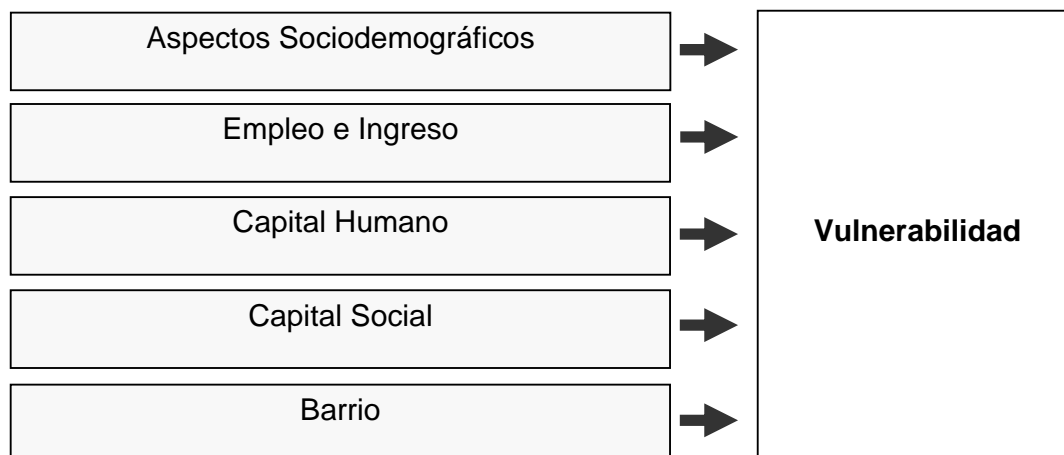 Aspectos Sociodemográficos
Empleo e Ingreso
Capital Humano
Capital Social
Barrio
Vulnerabilidad